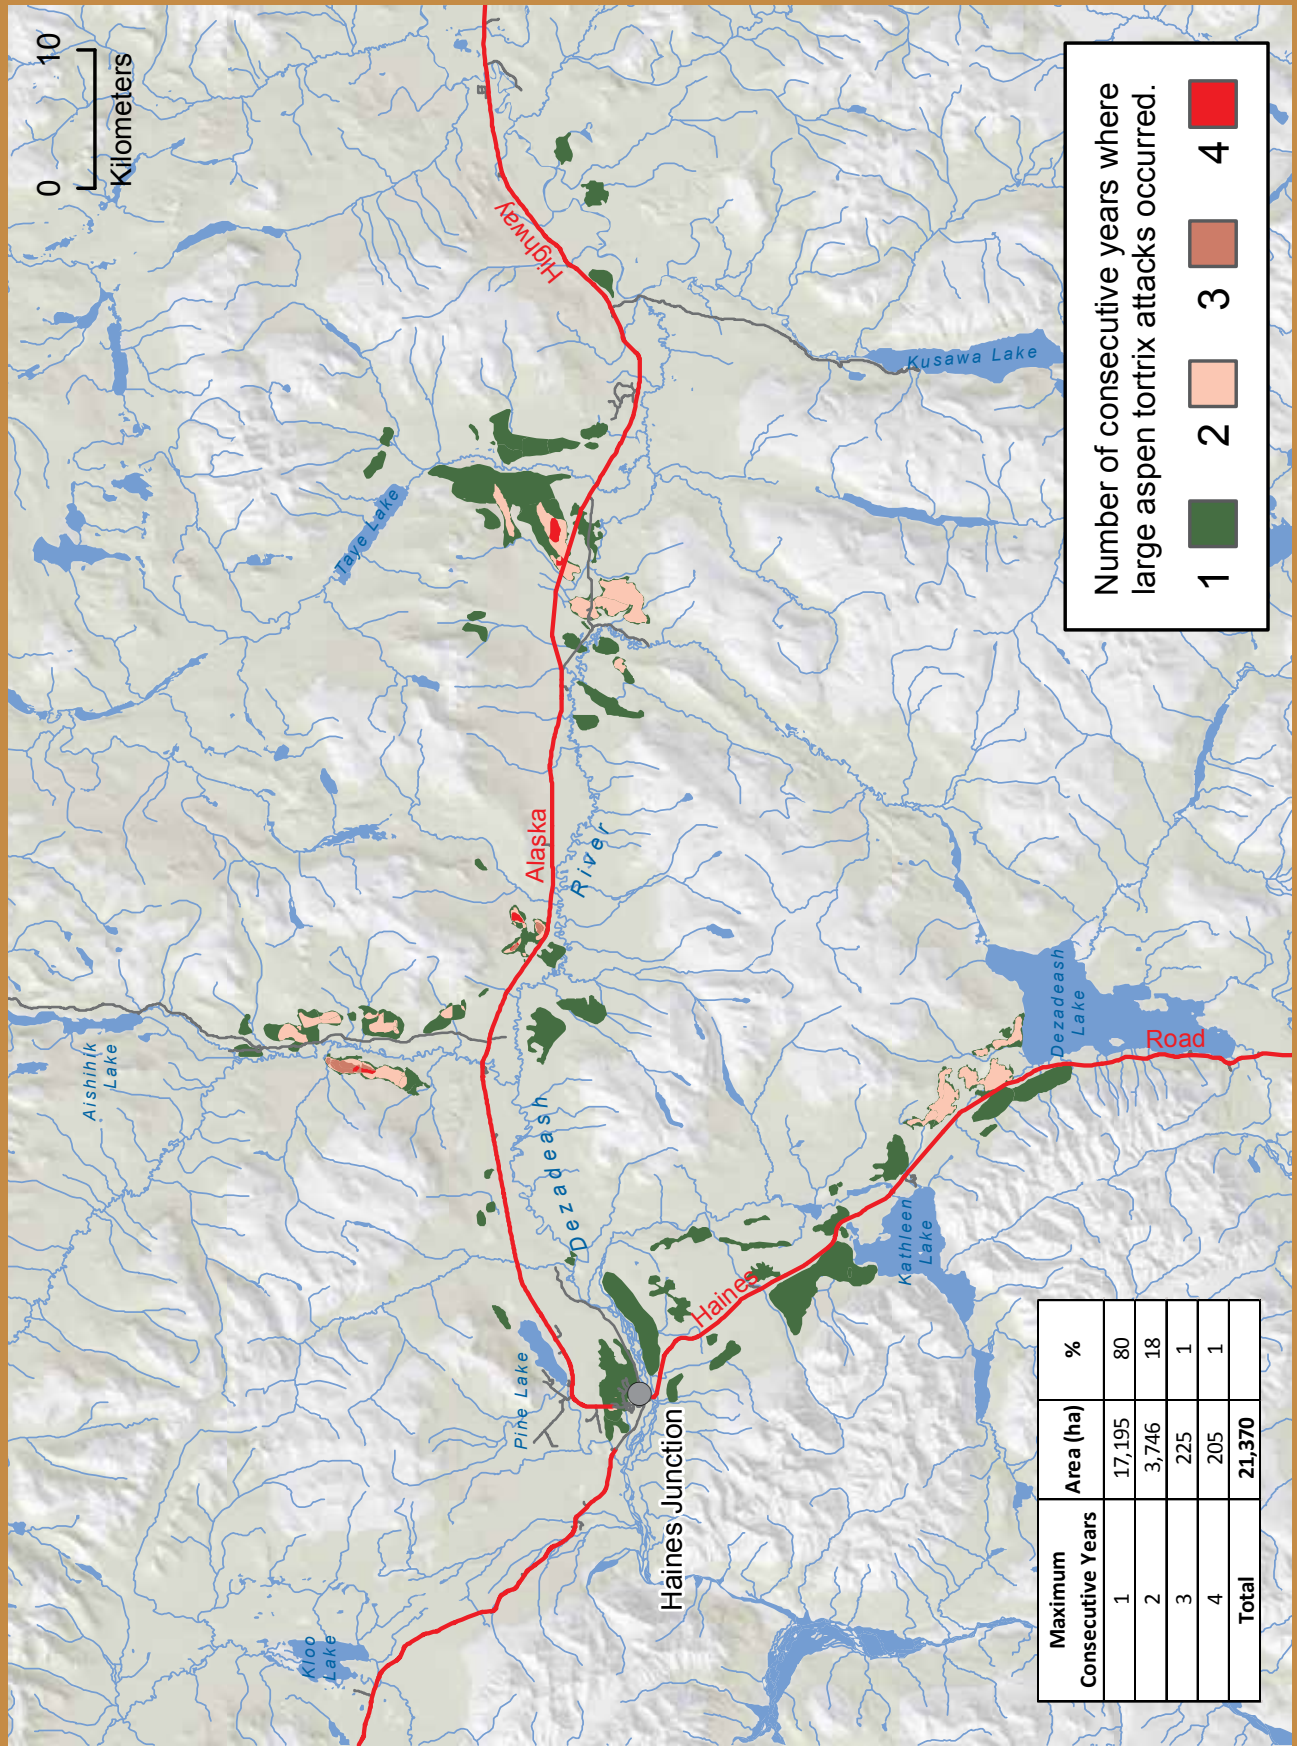 0 10
Kilometers
Aishihik
Lake
Kloo
Lake
Taye Lake
Pine Lake
Alaska
Highway
Dezadeash
River
Haines Junction
Haines
Road
Kathleen
Lake
Dezadeash
Lake
Kusawa Lake
Maximum
Consecutive Years Area (ha) %
1 17,195 80
2 3,746 18
3 225 1
4 205 1
Total 21,370
Number of consecutive years where
large aspen tortrix attacks occurred.
1 2 3 4